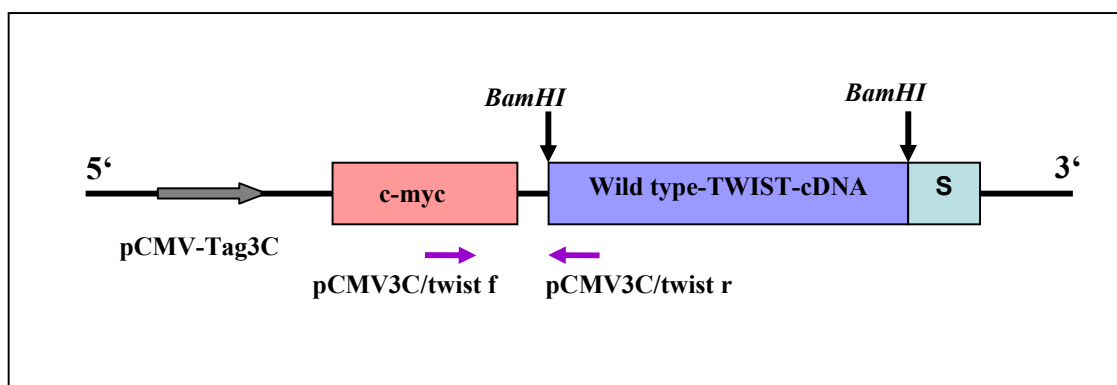 BamHI
BamHI
5‘
c-myc
Wild type-TWIST-cDNA
S
3‘
pCMV-Tag3C
pCMV3C/twist f
pCMV3C/twist r